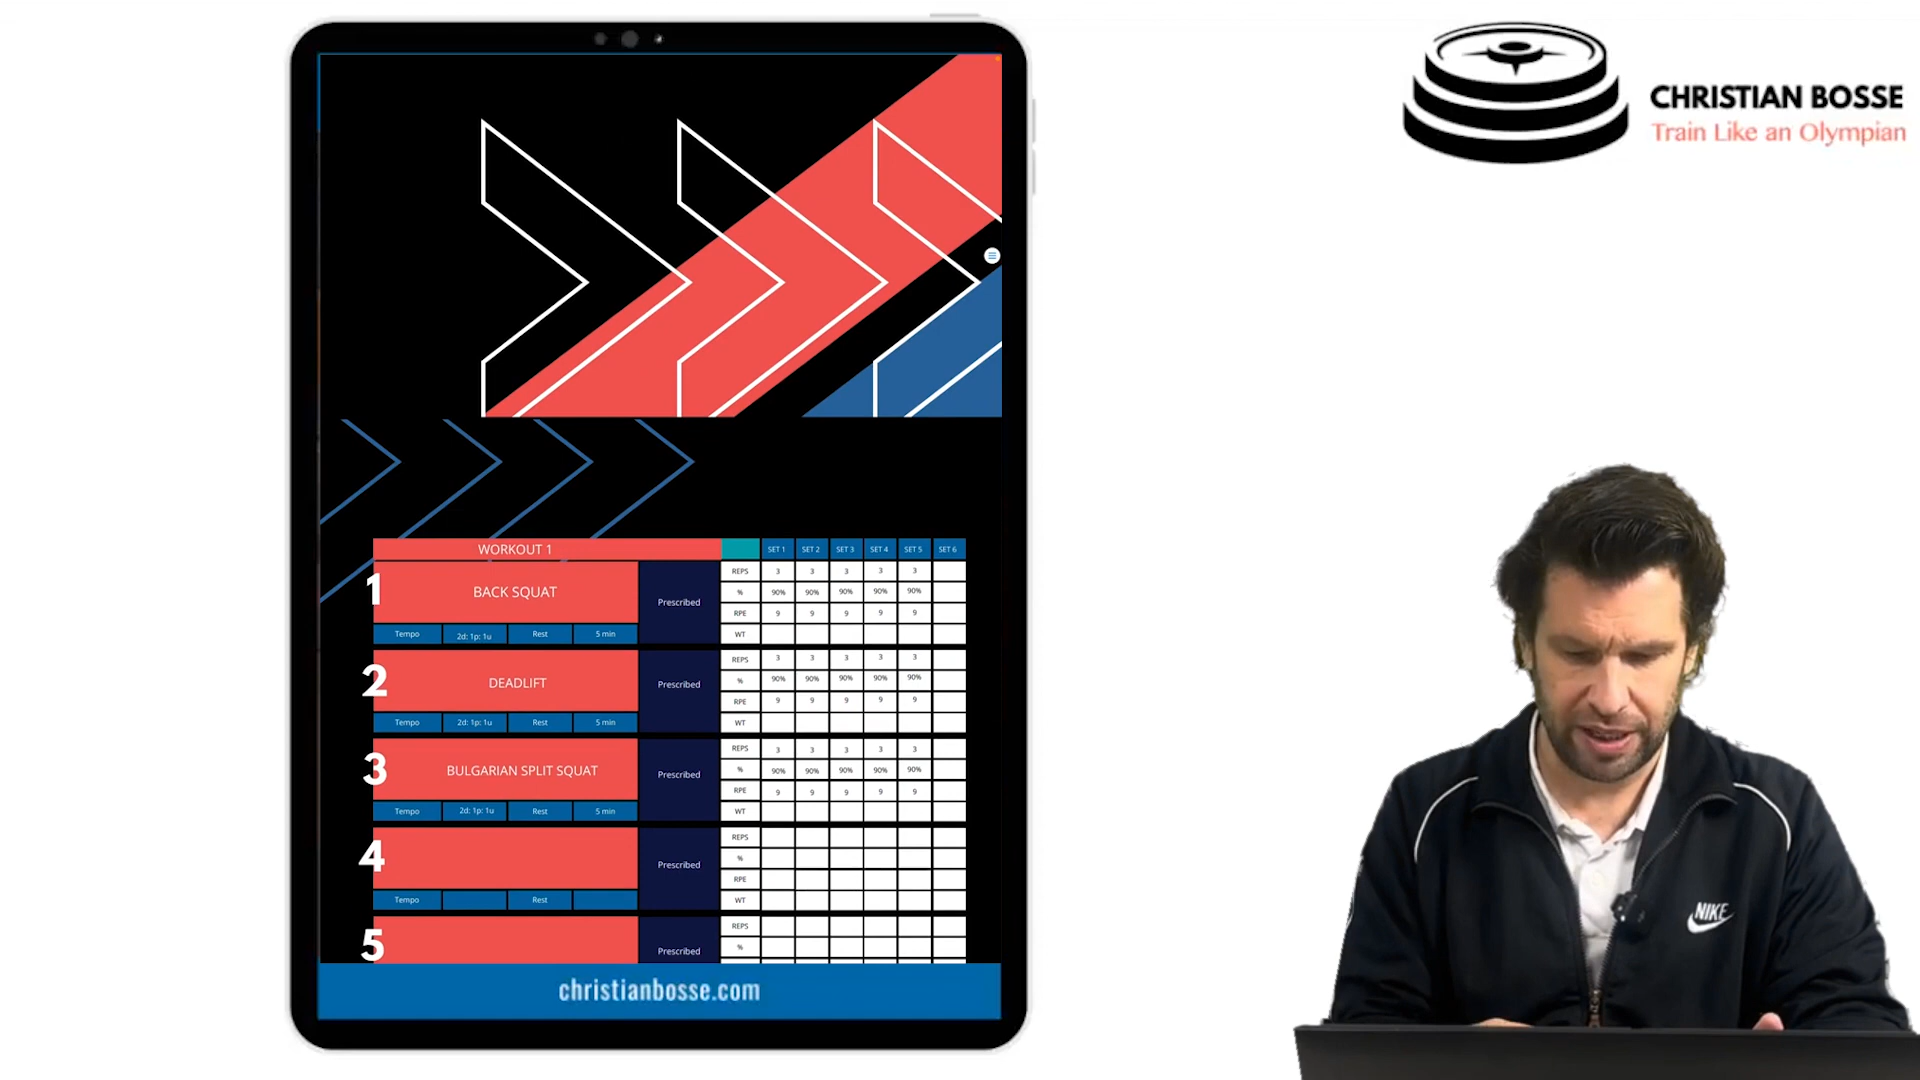 CHRISTIAN BOSSE
Train Like an Olympian
WORKOUT 1 SET 1 SET 2 SET 3 SET 4 SET 5 SET 6
1 BACK SQUAT Prescribed
REPS 3 3 3 3 3
% 90% 90% 90% 90% 90%
RPE 9 9 9 9 9
Tempo 2d: 1p: 1u Rest 5 min WT
2 DEADLIFT Prescribed
REPS 3 3 3 3 3
% 90% 90% 90% 90% 90%
RPE 9 9 9 9 9
Tempo 2d: 1p: 1u Rest 5 min WT
3 BULGARIAN SPLIT SQUAT Prescribed
REPS 3 3 3 3 3
% 90% 90% 90% 90% 90%
RPE 9 9 9 9 9
Tempo 2d: 1p: 1u Rest 5 min WT
4 Prescribed
REPS
%
RPE
Tempo Rest WT
5 Prescribed
REPS
%
christianbosse.com
NIKE